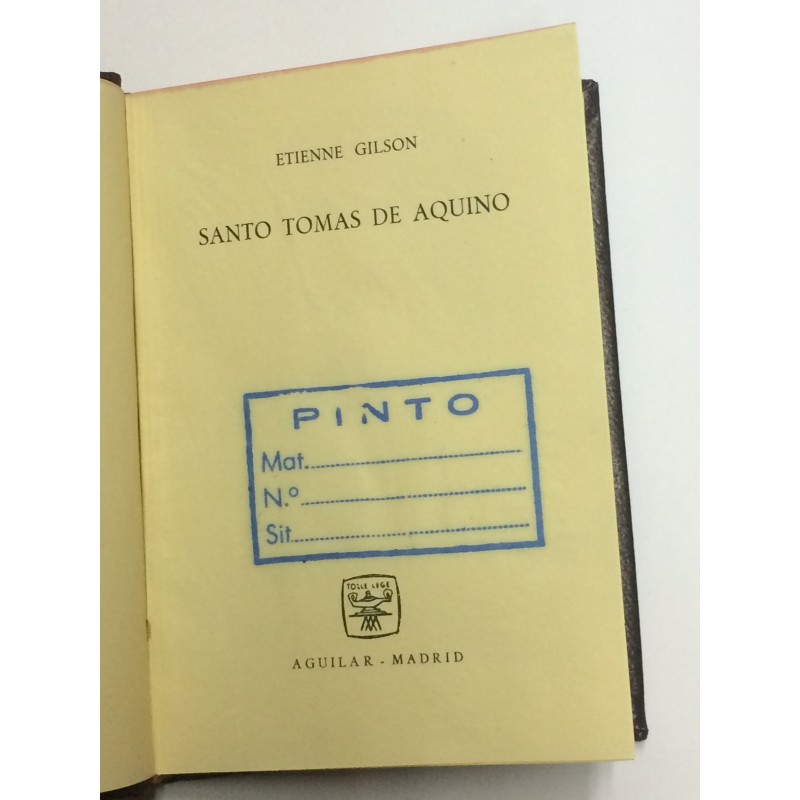 ETIENNE GILSON
SANTO TOMAS DE AQUINO
PINTO
Mat.
N.º
Sit.
TOLLE LEGE
AGUILAR - MADRID